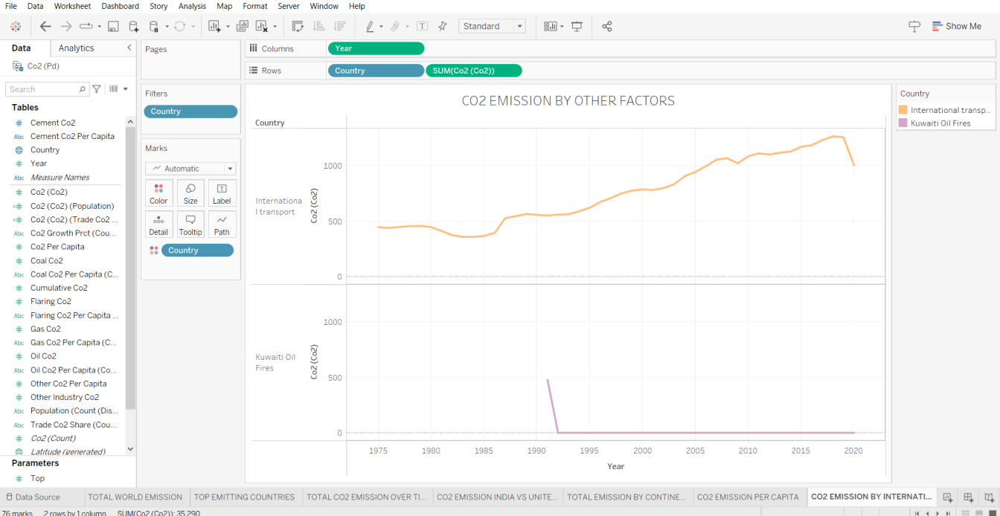 File Data Worksheet Dashboard Story Analysis Map Format Server Window Help
Standard
Show Me
Data
Analytics
Co2 (Pd)
Search
Tables
Cement Co2
Abc Cement Co2 Per Capita
Country
Year
Abc Measure Names
Co2 (Co2)
Co2 (Co2) (Population)
Co2 (Co2) (Trade Co2 ...
Abc Co2 Growth Prct (Cou...
Co2 Per Capita
Coal Co2
Abc Coal Co2 Per Capita (C...
Cumulative Co2
Flaring Co2
Abc Flaring Co2 Per Capita ...
Gas Co2
Abc Gas Co2 Per Capita (C...
Oil Co2
Abc Oil Co2 Per Capita (Co...
Other Co2 Per Capita
Other Industry Co2
Abc Population (Count (Dis...
Abc Trade Co2 Share (Cou...
Co2 (Count)
Latitude (generated)
Parameters
Top
Pages
Filters
Country
Marks
Automatic
Color Size Label
Detail Tooltip Path
Country
Columns
Year
Rows
Country
SUM(Co2 (Co2))
CO2 EMISSION BY OTHER FACTORS
Country
Internationa
l transport
Co2 (Co2)
1000
500
0
Kuwaiti Oil
Fires
Co2 (Co2)
1000
500
0
1975 1980 1985 1990 1995 2000 2005 2010 2015 2020
Year
Country
International transp..
Kuwaiti Oil Fires
Data Source
TOTAL WORLD EMISSION
TOP EMITTING COUNTRIES
TOTAL CO2 EMISSION OVER TI...
CO2 EMISSION INDIA VS UNITE...
TOTAL EMISSION BY CONTINE...
CO2 EMISSION PER CAPITA
CO2 EMISSION BY INTERNATI...
76 marks 2 rows by 1 column SUM(Co2 (Co2)): 35,290